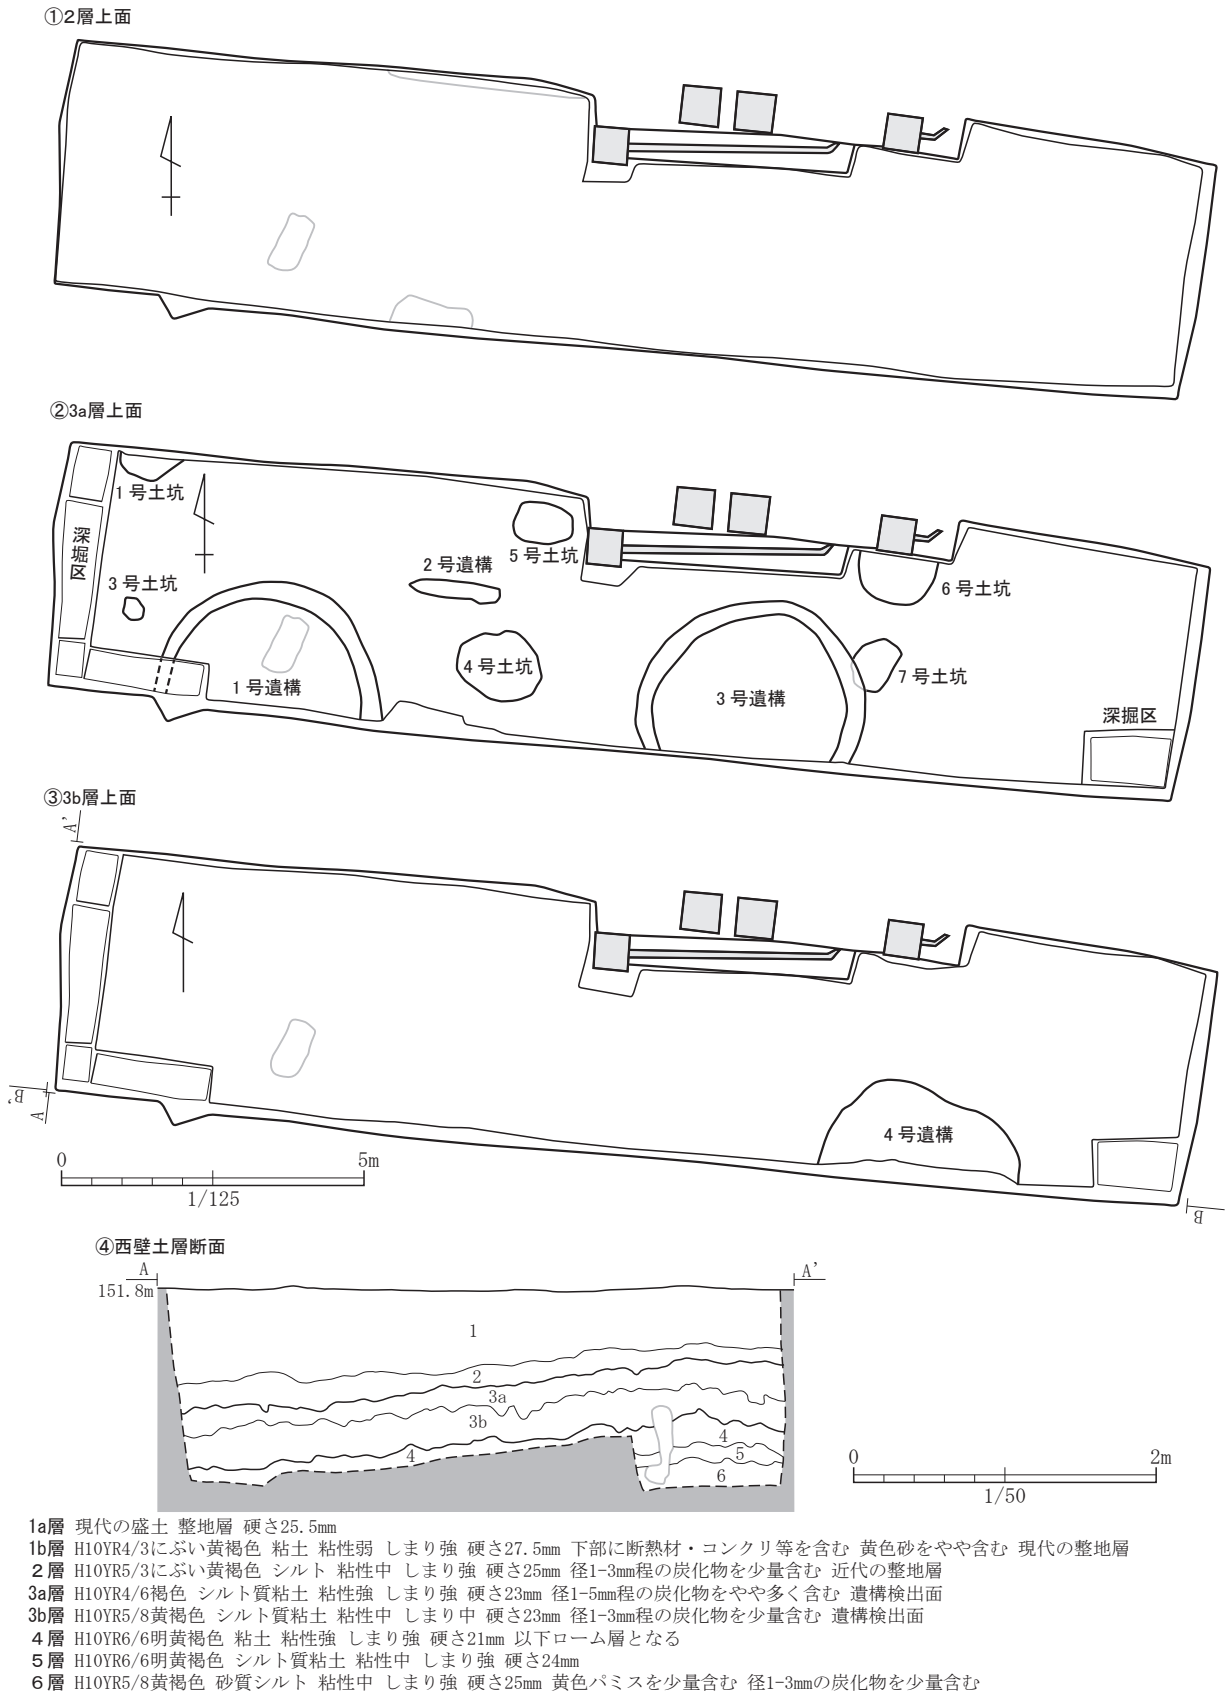 ①2層上面
②3a層上面
1号土坑
深掘区
3号土坑
2号遺構
5号土坑
6号土坑
4号土坑
7号土坑
1号遺構
3号遺構
深掘区
③3b層上面
A'
4号遺構
B'
A
0 5m
1/125
B
④西壁土層断面
A A'
151.8m
1
2
3a
3b
4
4
5
6
0 2m
1/50
1a層 現代の盛土 整地層 硬さ25.5mm
1b層 H10YR4/3にぶい黄褐色 粘土 粘性弱 しまり強 硬さ27.5mm 下部に断熱材・コンクリ等を含む 黄色砂をやや含む 現代の整地層
2層 H10YR5/3にぶい黄褐色 シルト 粘性中 しまり強 硬さ25mm 径1-3mm程の炭化物を少量含む 近代の整地層
3a層 H10YR4/6褐色 シルト質粘土 粘性強 しまり強 硬さ23mm 径1-5mm程の炭化物をやや多く含む 遺構検出面
3b層 H10YR5/8黄褐色 シルト質粘土 粘性中 しまり中 硬さ23mm 径1-3mm程の炭化物を少量含む 遺構検出面
4層 H10YR6/6明黄褐色 粘土 粘性強 しまり強 硬さ21mm 以下ローム層となる
5層 H10YR6/6明黄褐色 シルト質粘土 粘性中 しまり強 硬さ24mm
6層 H10YR5/8黄褐色 砂質シルト 粘性中 しまり強 硬さ25mm 黄色パミスを少量含む 径1-3mmの炭化物を少量含む